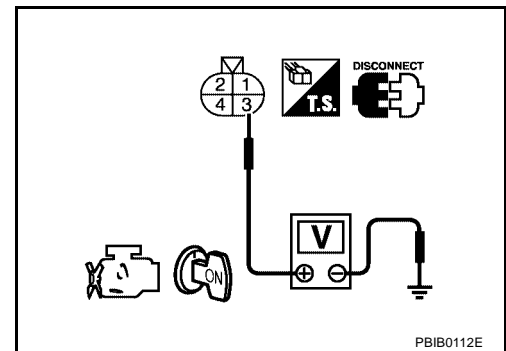 DISCONNECT
2 1
4 3
T.S.
V
ON
PBIB0112E